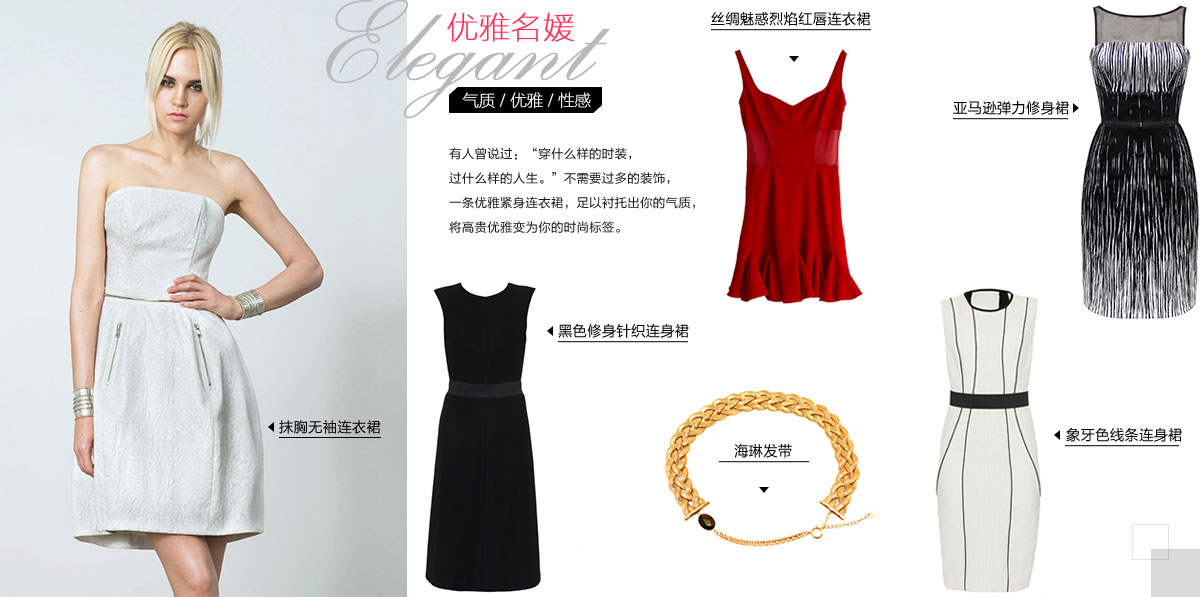 Elegant
优雅名媛
气质 / 优雅 / 性感
有人曾说过；“穿什么样的时装，
过什么样的人生。”不需要过多的装饰，
一条优雅紧身连衣裙，足以衬托出你的气质，
将高贵优雅变为你的时尚标签。
丝绸魅惑烈焰红唇连衣裙
亚马逊弹力修身裙
黑色修身针织连身裙
抹胸无袖连衣裙
海琳发带
象牙色线条连身裙